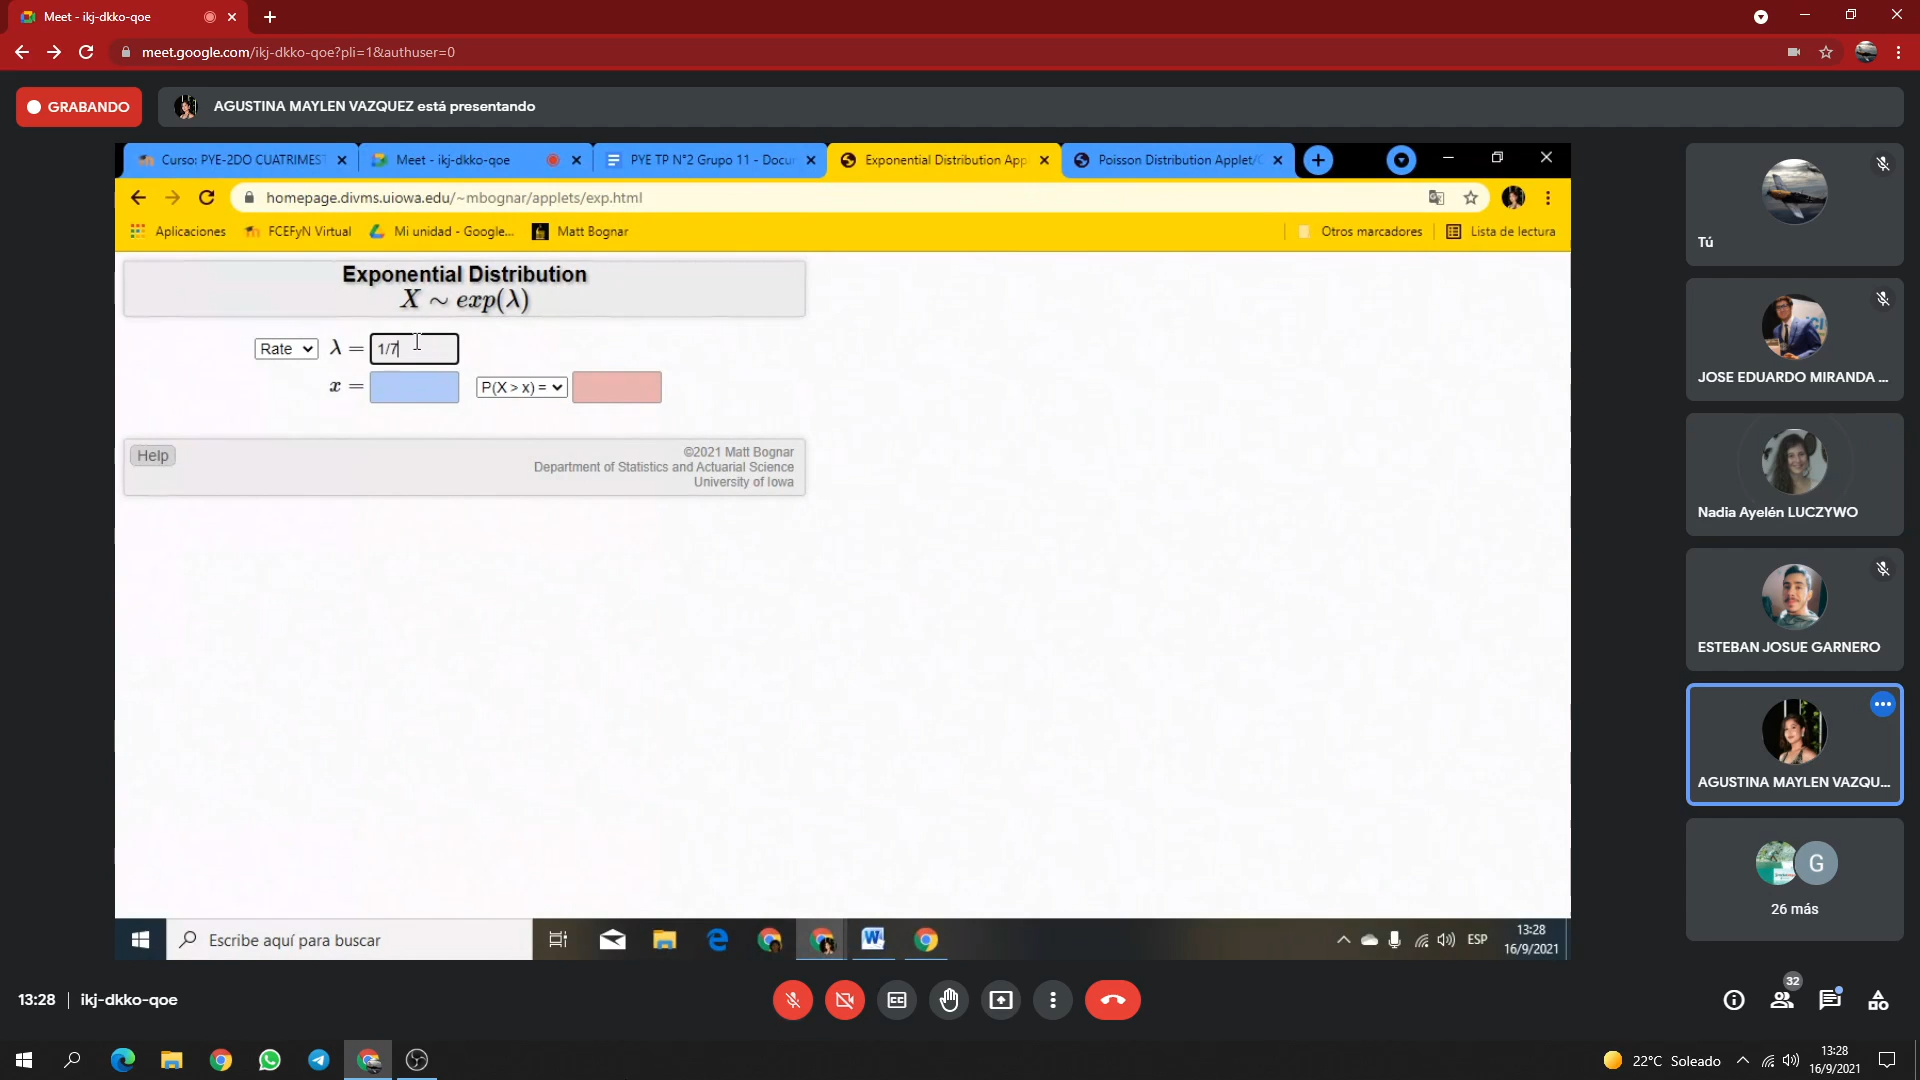 Meet - ikj-dkko-qoe
meet.google.com/ikj-dkko-qoe?pli=1&authuser=0
GRABANDO
AGUSTINA MAYLEN VAZQUEZ está presentando
Curso: PYE-2DO CUATRIMEST
Meet - ikj-dkko-qoe
PYE TP N°2 Grupo 11 - Docur
Exponential Distribution App
Poisson Distribution Applet/C
homepage.divms.uiowa.edu/~mbognar/applets/exp.html
Aplicaciones
FCEFyN Virtual
Mi unidad - Google...
Matt Bognar
Otros marcadores
Lista de lectura
Exponential Distribution
X ~ exp(λ)
Rate λ = 1/7
x = P(X > x) =
Help
©2021 Matt Bognar
Department of Statistics and Actuarial Science
University of Iowa
Tú
JOSE EDUARDO MIRANDA ...
Nadia Ayelén LUCZYWO
ESTEBAN JOSUE GARNERO
AGUSTINA MAYLEN VAZQU...
G
26 más
Escribe aquí para buscar
ESP
13:28
16/9/2021
13:28 | ikj-dkko-qoe
32
22°C Soleado
13:28
16/9/2021